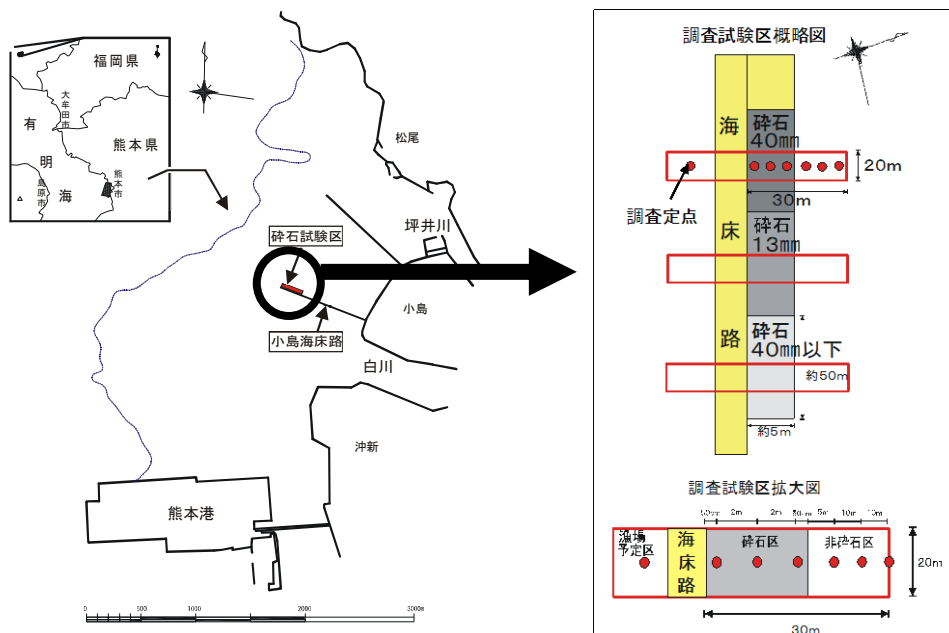 福岡県
大牟田市
有
明
海
熊本県
熊本市
島原市
松尾
坪井川
砕石試験区
小島
小島海床路
白川
沖新
熊本港
0
500
1000
2000
3000m
調査試験区概略図
海
床
路
砕石
40mm
20m
30m
調査定点
砕石
13mm
砕石
40mm以下
約50m
約5m
調査試験区拡大図
2m
2m
5m
10m
10m
漁場
予定区
海
床
路
砕石区
非砕石区
20m
30m